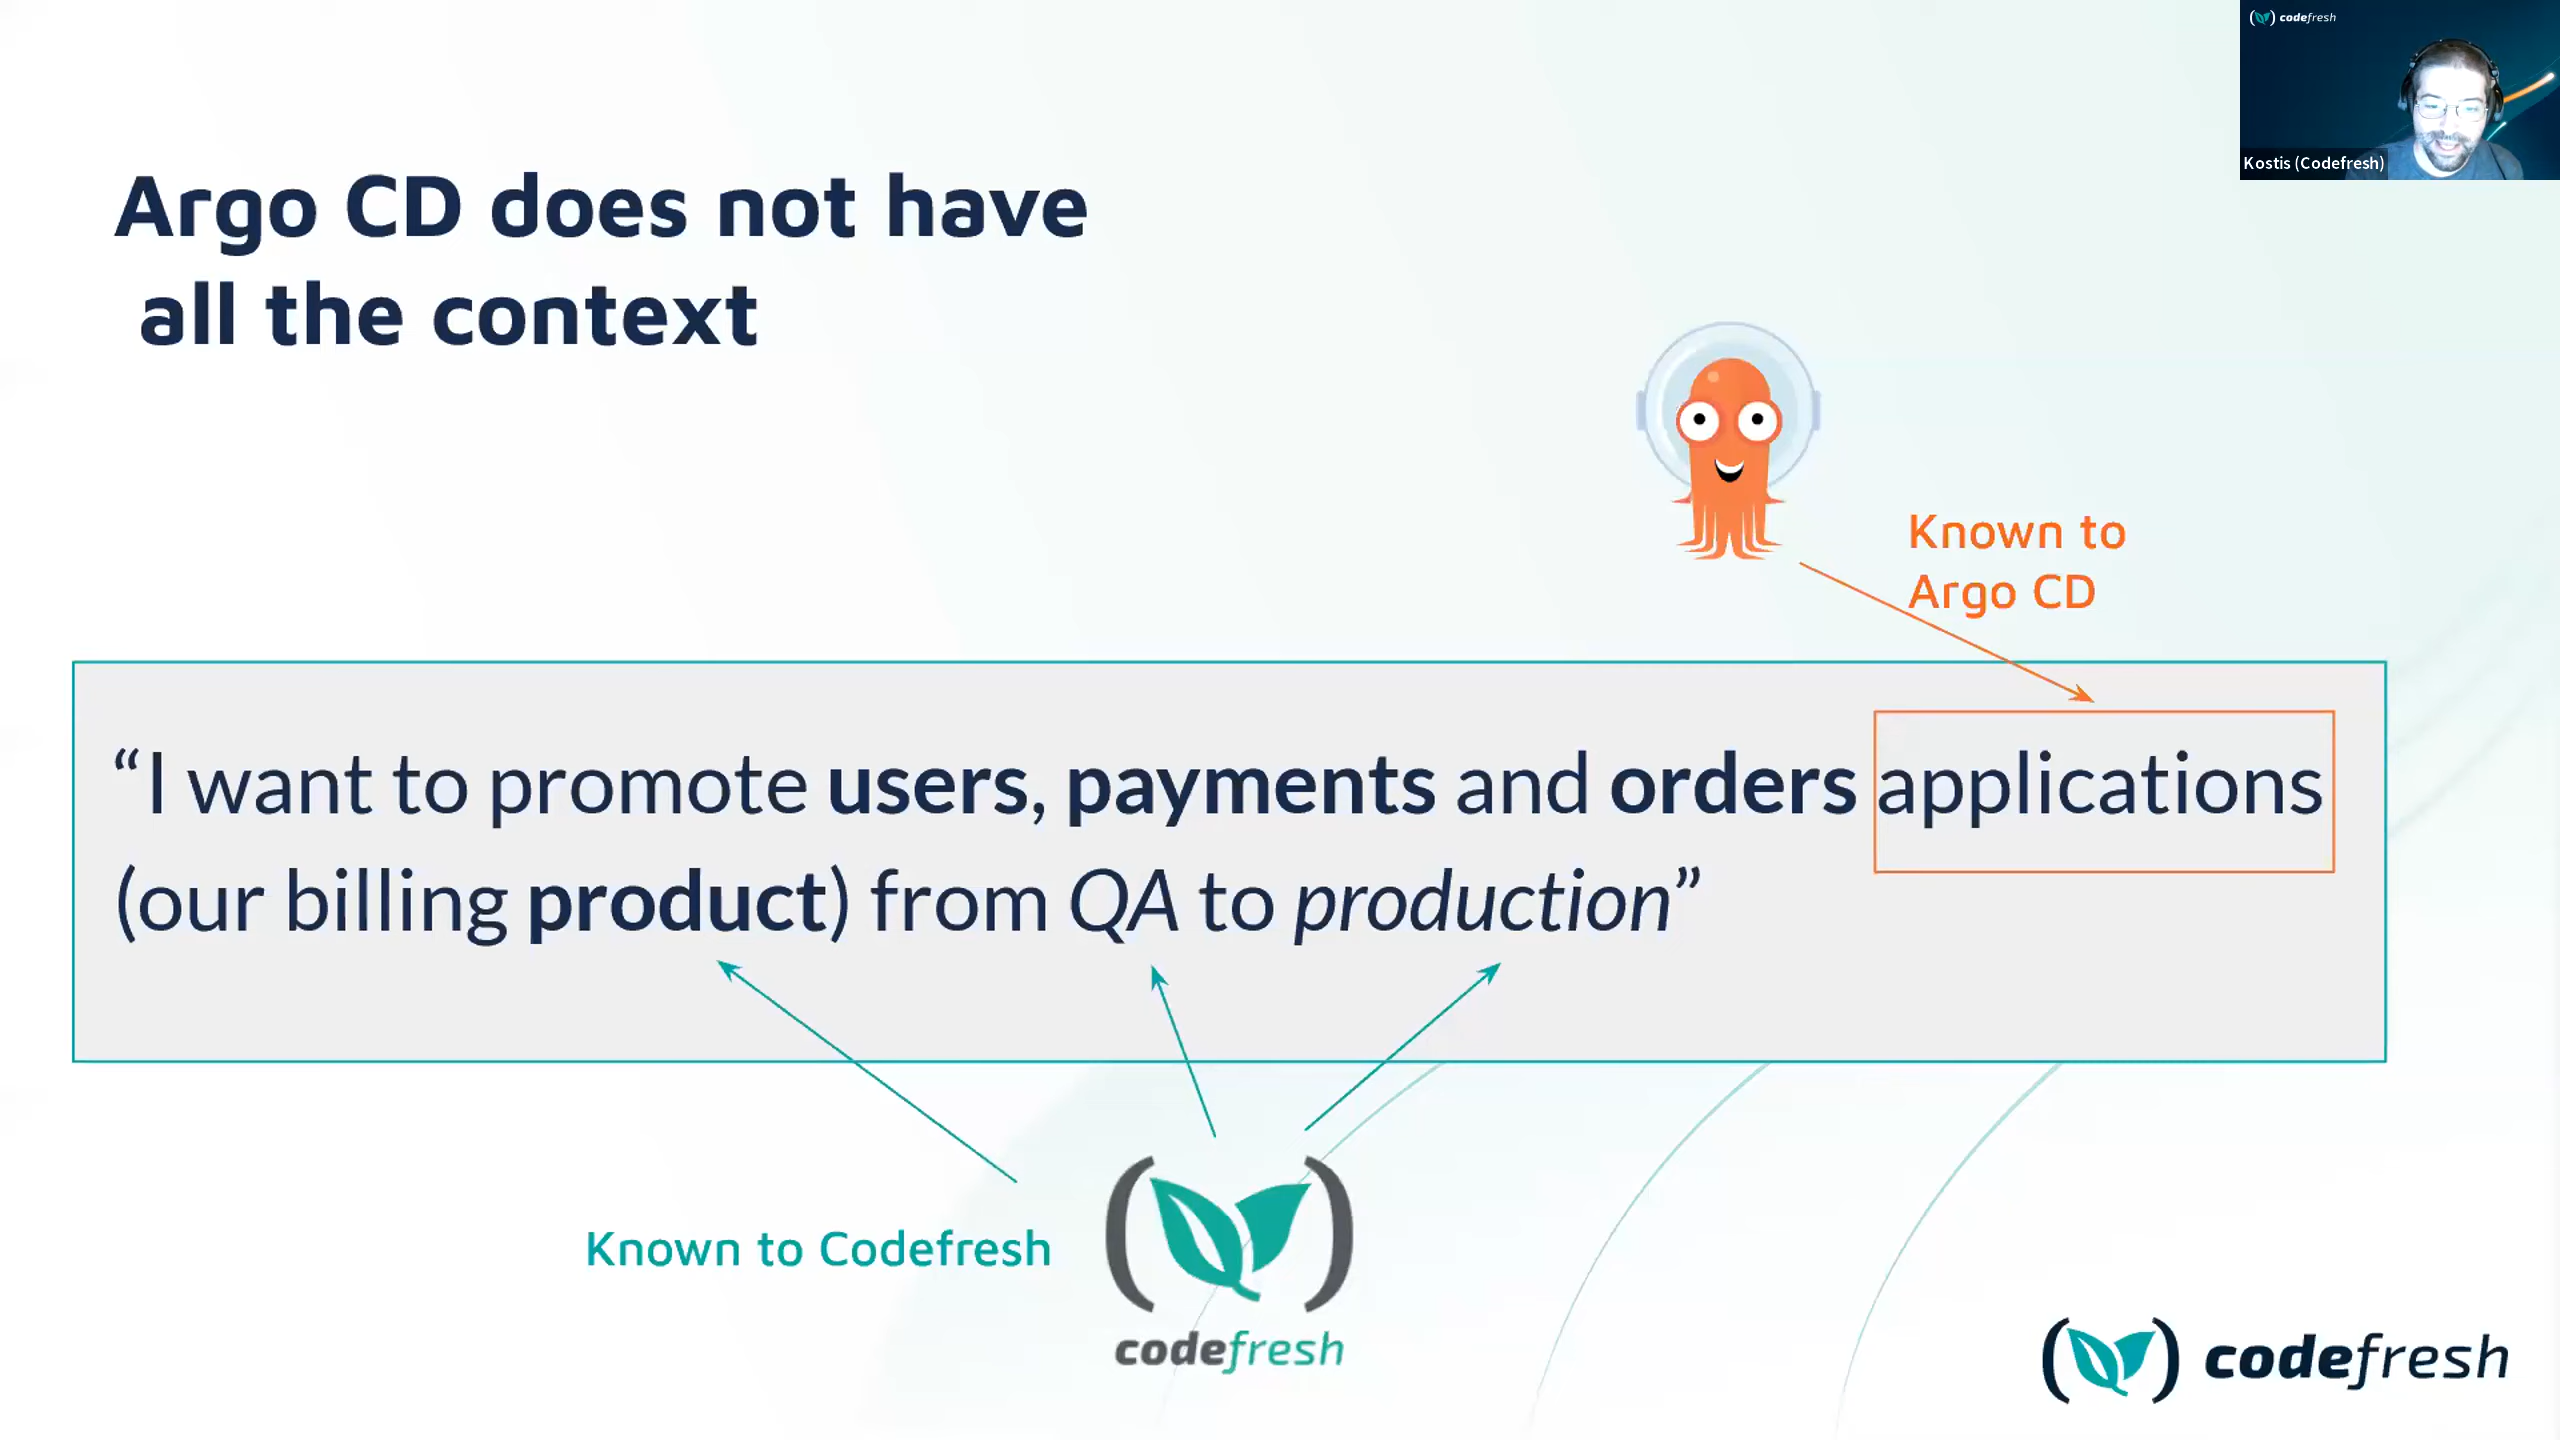 codefresh
Kostis (Codefresh)
Argo CD does not have
all the context
Known to
Argo CD
“I want to promote users, payments and orders applications
(our billing product) from QA to production”
Known to Codefresh
codefresh
codefresh